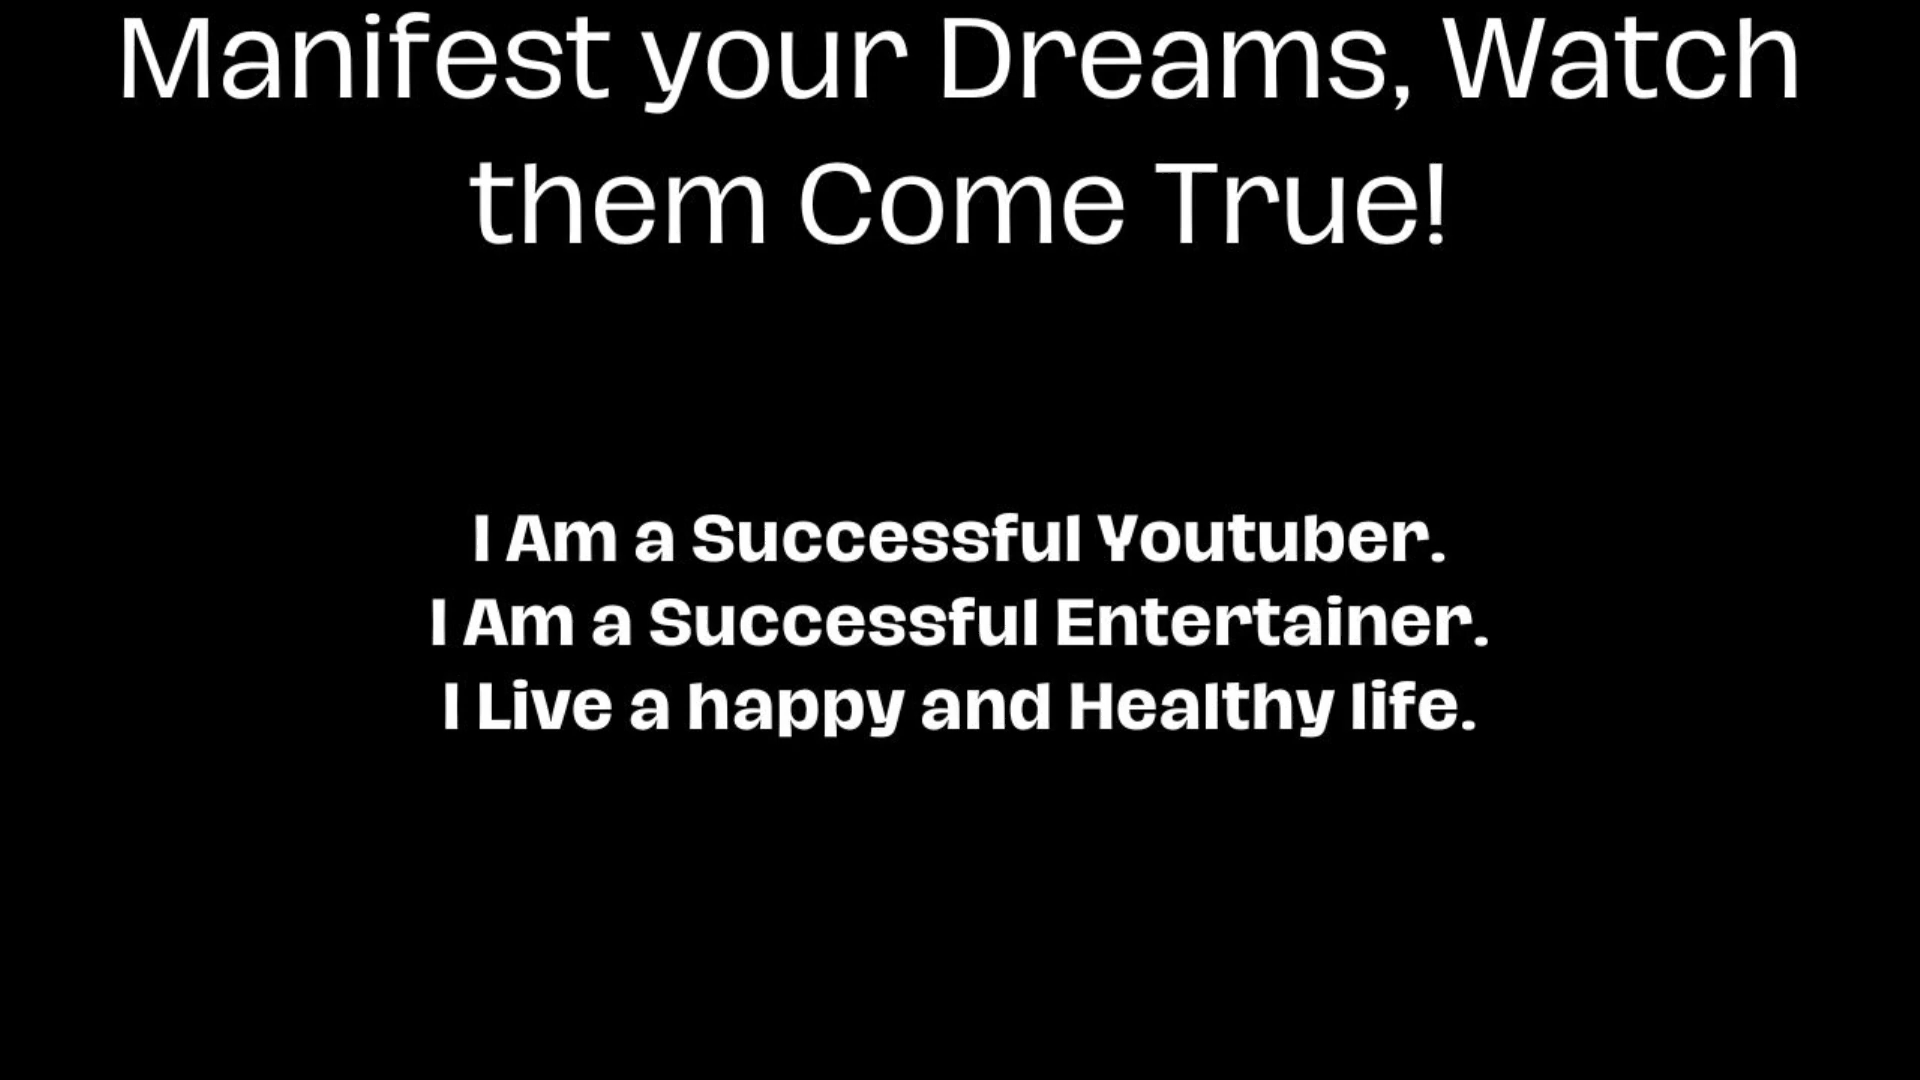 Manifest your Dreams, Watch
them Come True!
I Am a Successful Youtuber.
I Am a Successful Entertainer.
I Live a happy and Healthy life.